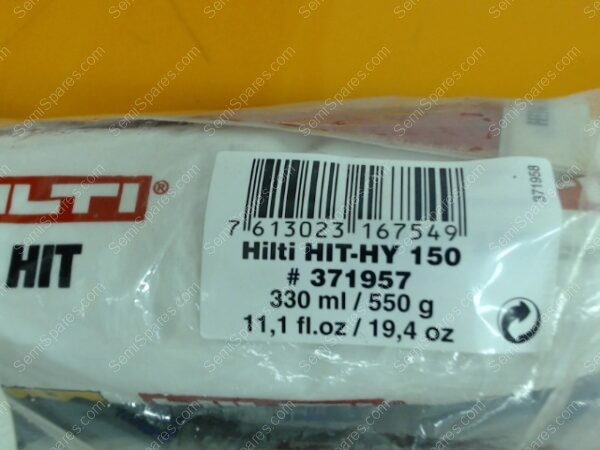 HILTI®
HIT
371958
7 613023 167549
Hilti HIT-HY 150
# 371957
330 ml / 550 g
11,1 fl.oz / 19,4 oz
SemiSpares.com